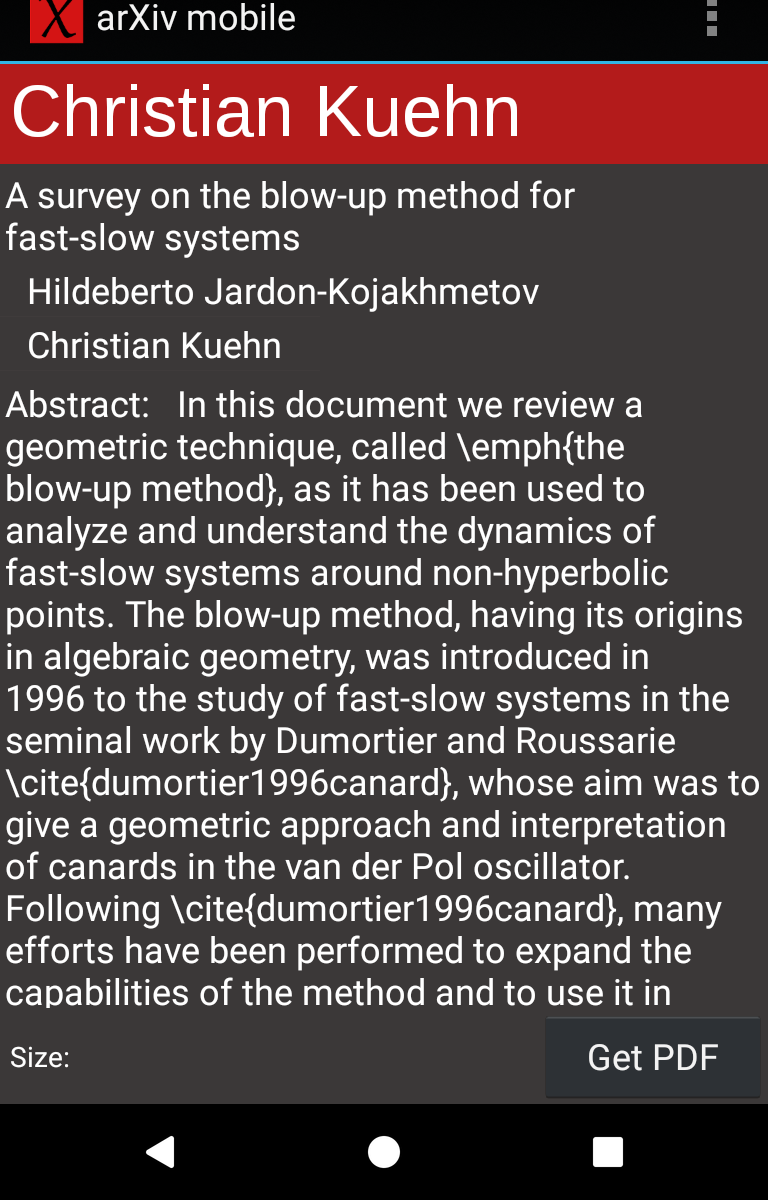 arXiv mobile
Christian Kuehn
A survey on the blow-up method for
fast-slow systems
Hildeberto Jardon-Kojakhmetov
Christian Kuehn
Abstract:   In this document we review a
geometric technique, called \emph{the
blow-up method}, as it has been used to
analyze and understand the dynamics of
fast-slow systems around non-hyperbolic
points. The blow-up method, having its origins
in algebraic geometry, was introduced in
1996 to the study of fast-slow systems in the
seminal work by Dumortier and Roussarie
\cite{dumortier1996canard}, whose aim was to
give a geometric approach and interpretation
of canards in the van der Pol oscillator.
Following \cite{dumortier1996canard}, many
efforts have been performed to expand the
capabilities of the method and to use it in
Size:
Get PDF